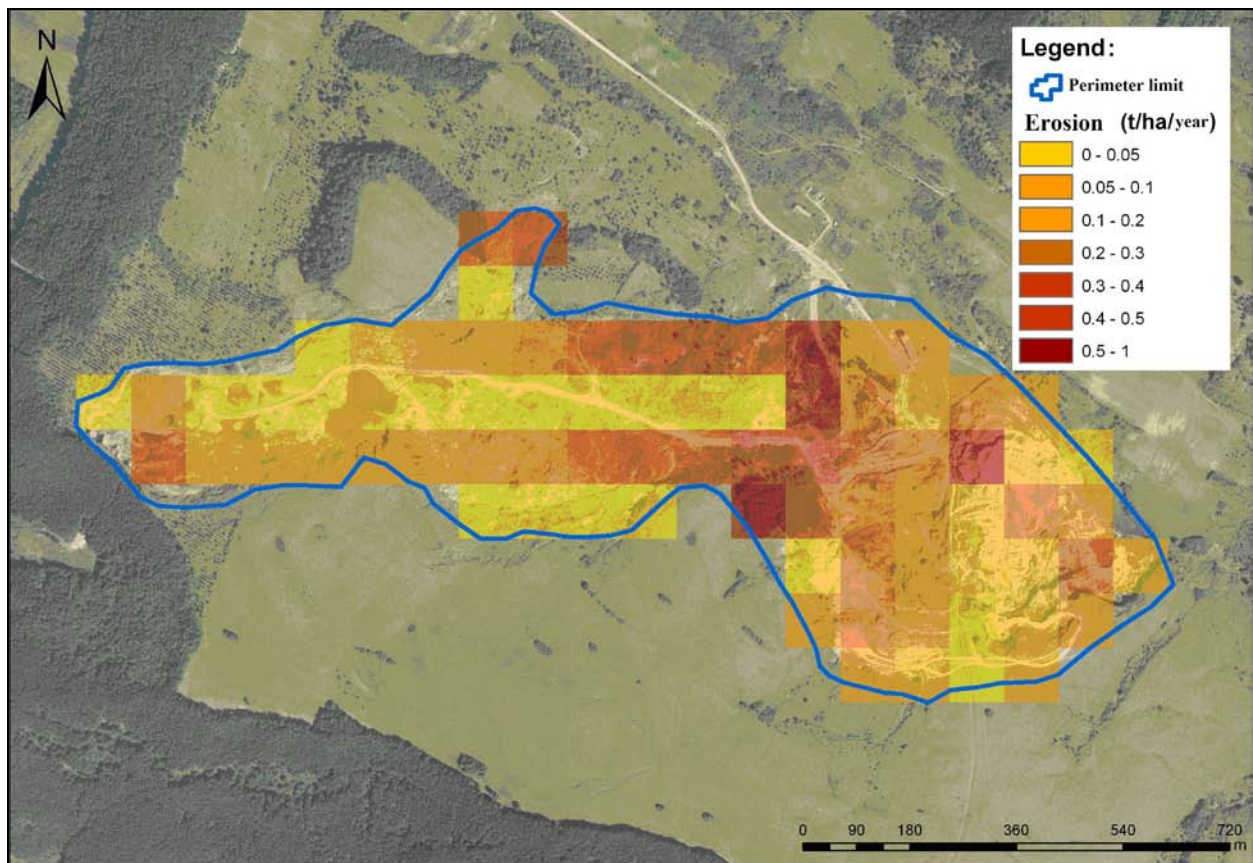 N
Legend:
Perimeter limit
Erosion (t/ha/year)
0 - 0.05
0.05 - 0.1
0.1 - 0.2
0.2 - 0.3
0.3 - 0.4
0.4 - 0.5
0.5 - 1
0 90 180 360 540 720
m